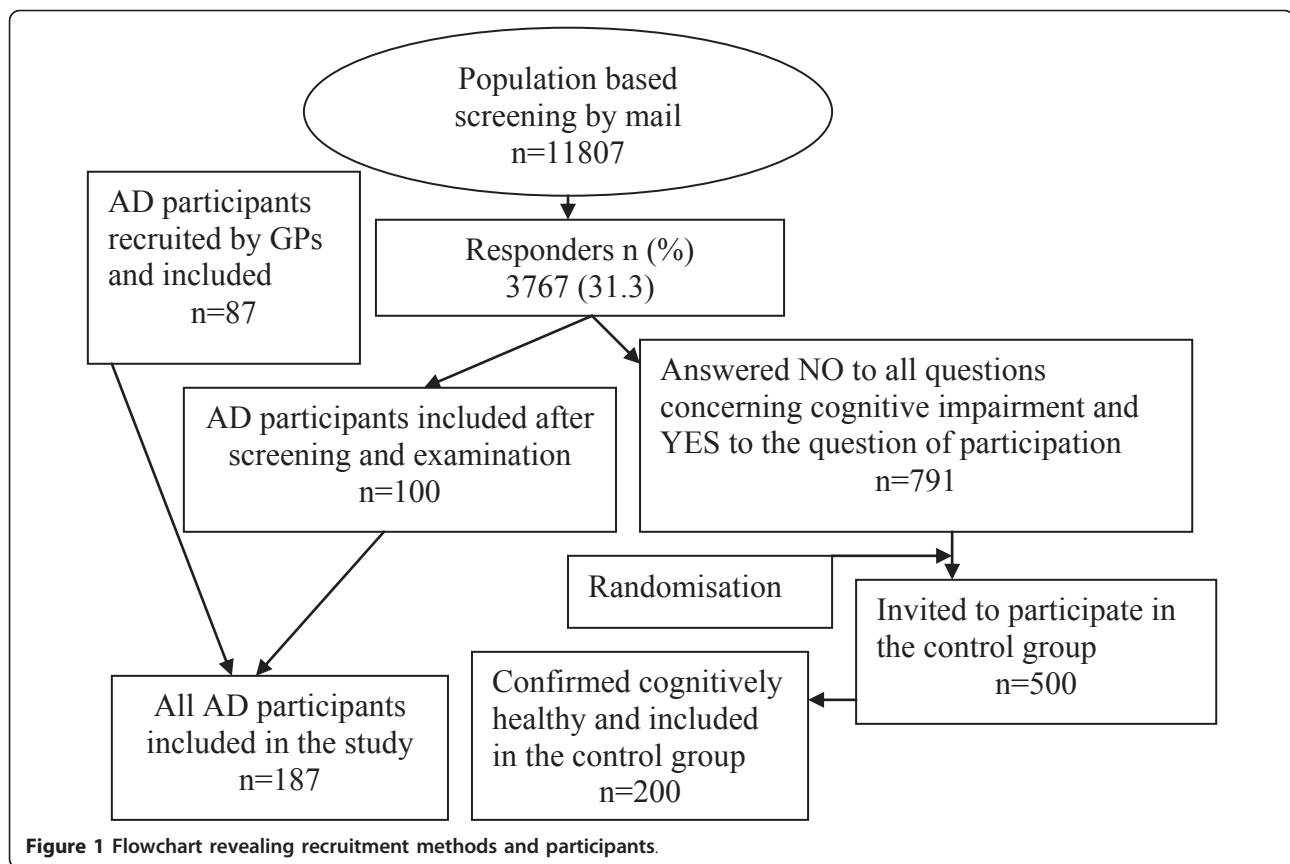 Population based
screening by mail
n=11807
AD participants
recruited by GPs
and included
n=87
Responders n (%)
3767 (31.3)
AD participants included after
screening and examination
n=100
Answered NO to all questions
concerning cognitive impairment and
YES to the question of participation
n=791
Randomisation
Invited to participate in
the control group
n=500
Confirmed cognitively
healthy and included
in the control group
n=200
All AD participants
included in the study
n=187
Figure 1 Flowchart revealing recruitment methods and participants.